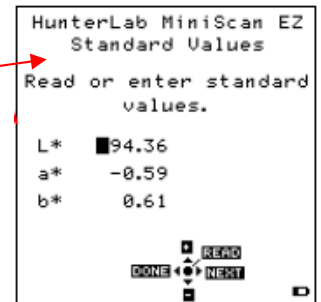 HunterLab MiniScan EZ
Standard Values
Read or enter standard
values.
L* 94.36
a* -0.59
b* 0.61
+
READ
DONE NEXT
-